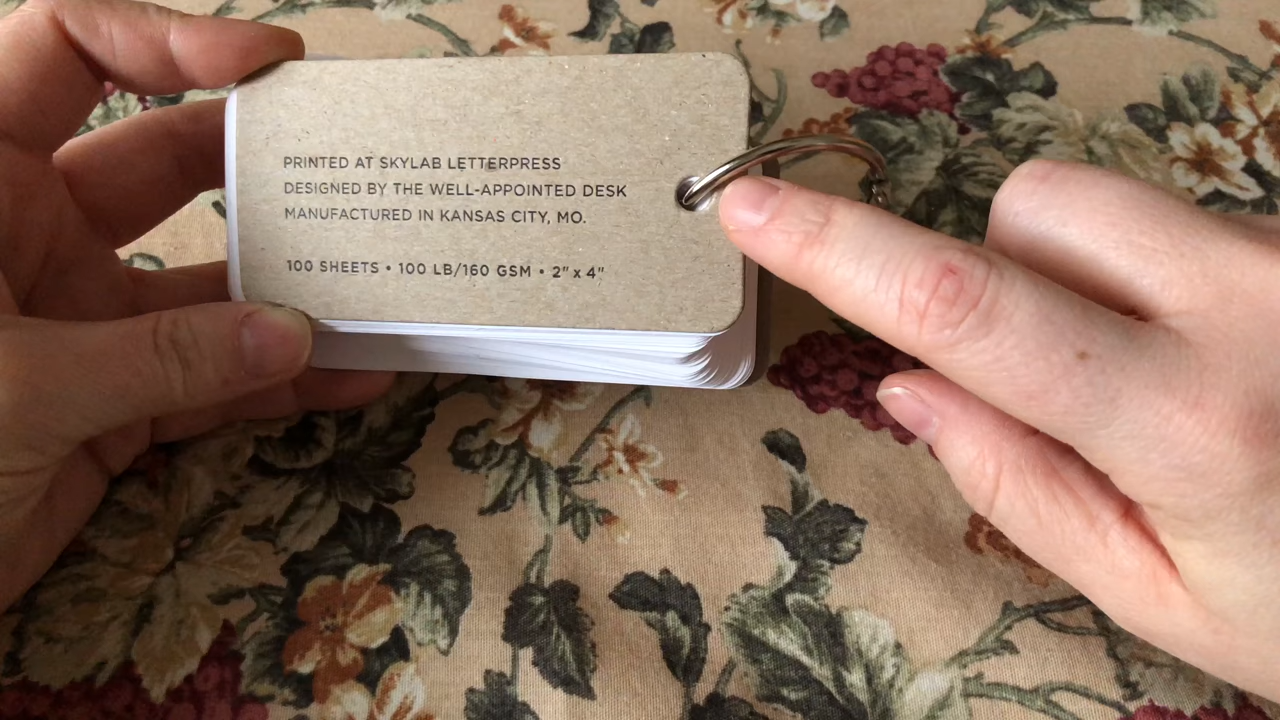 PRINTED AT SKYLAB LETTERPRESS
DESIGNED BY THE WELL-APPOINTED DESK
MANUFACTURED IN KANSAS CITY, MO.
100 SHEETS • 100 LB/160 GSM • 2" x 4"